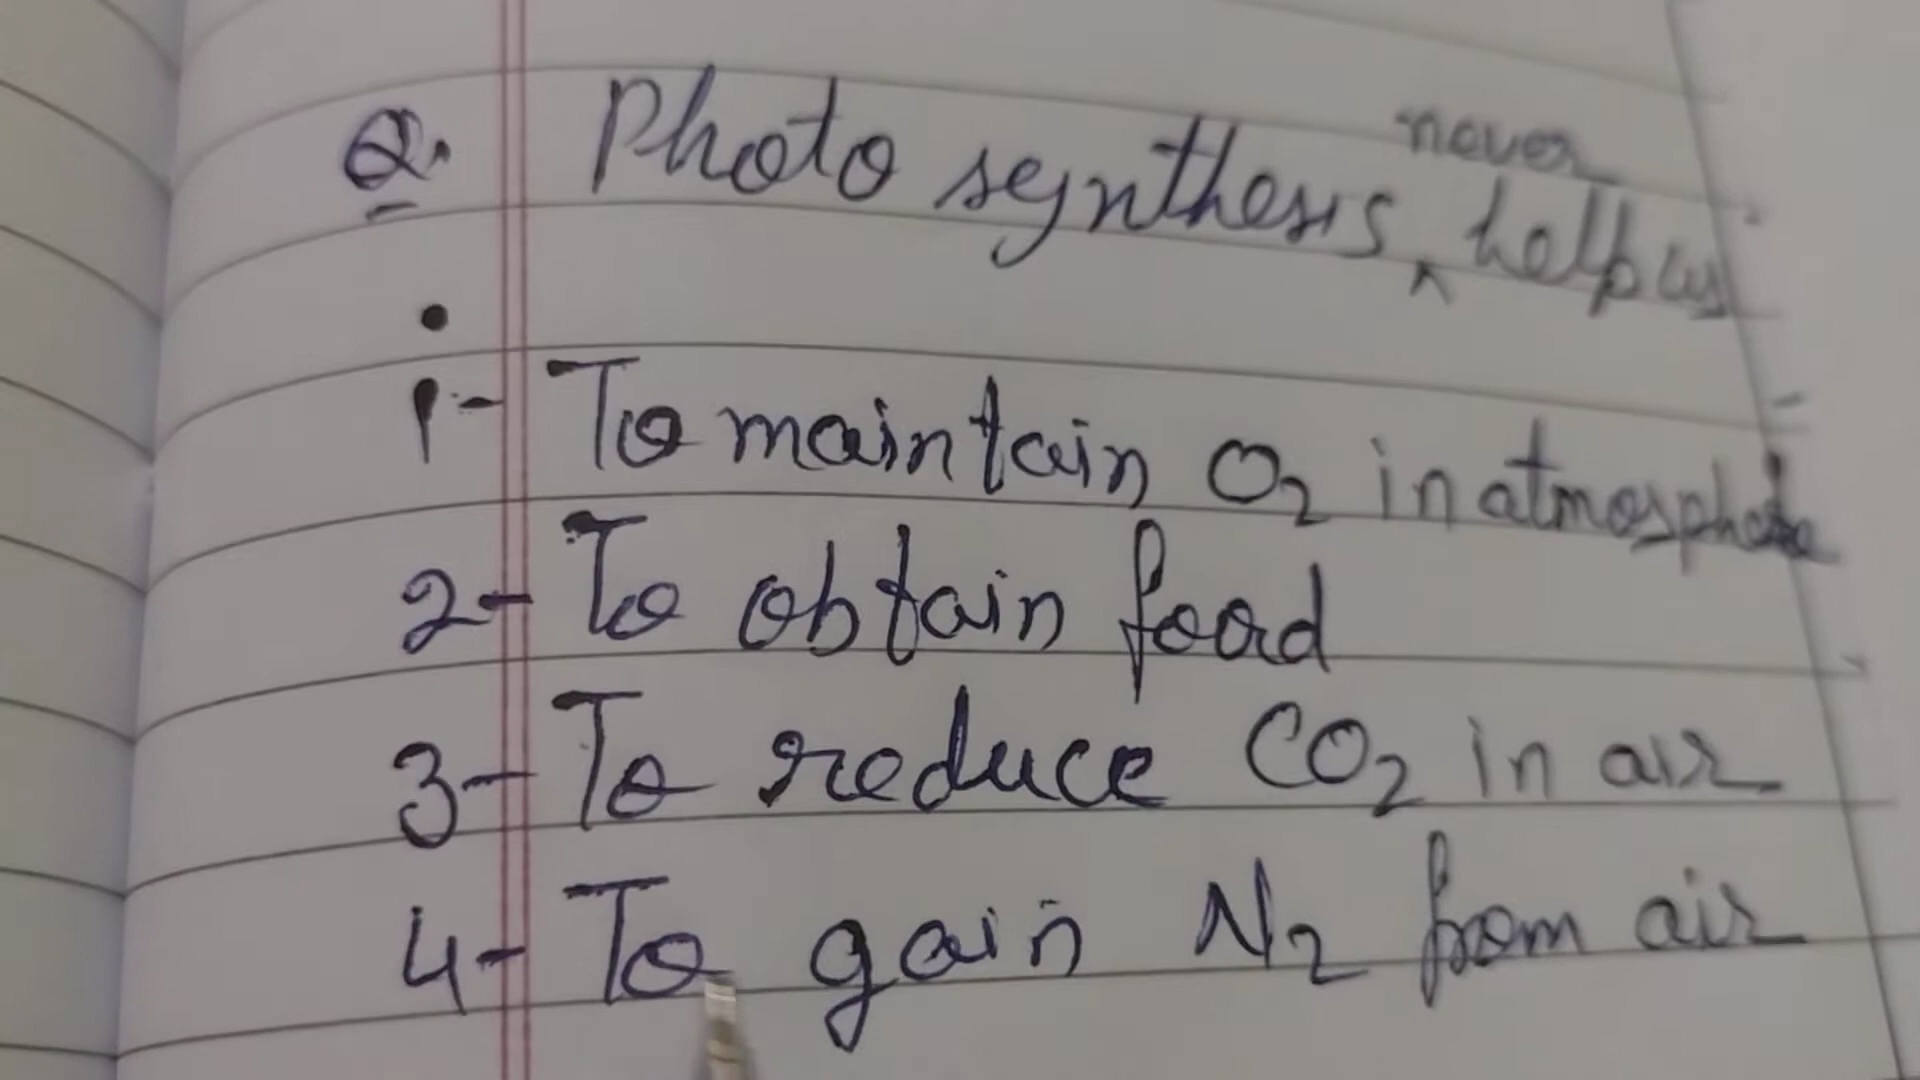 Q. Photo synthesis never help us
1- To maintain O₂ in atmosphere
2- To obtain food
3- To reduce CO₂ in air
4- To gain N₂ from air